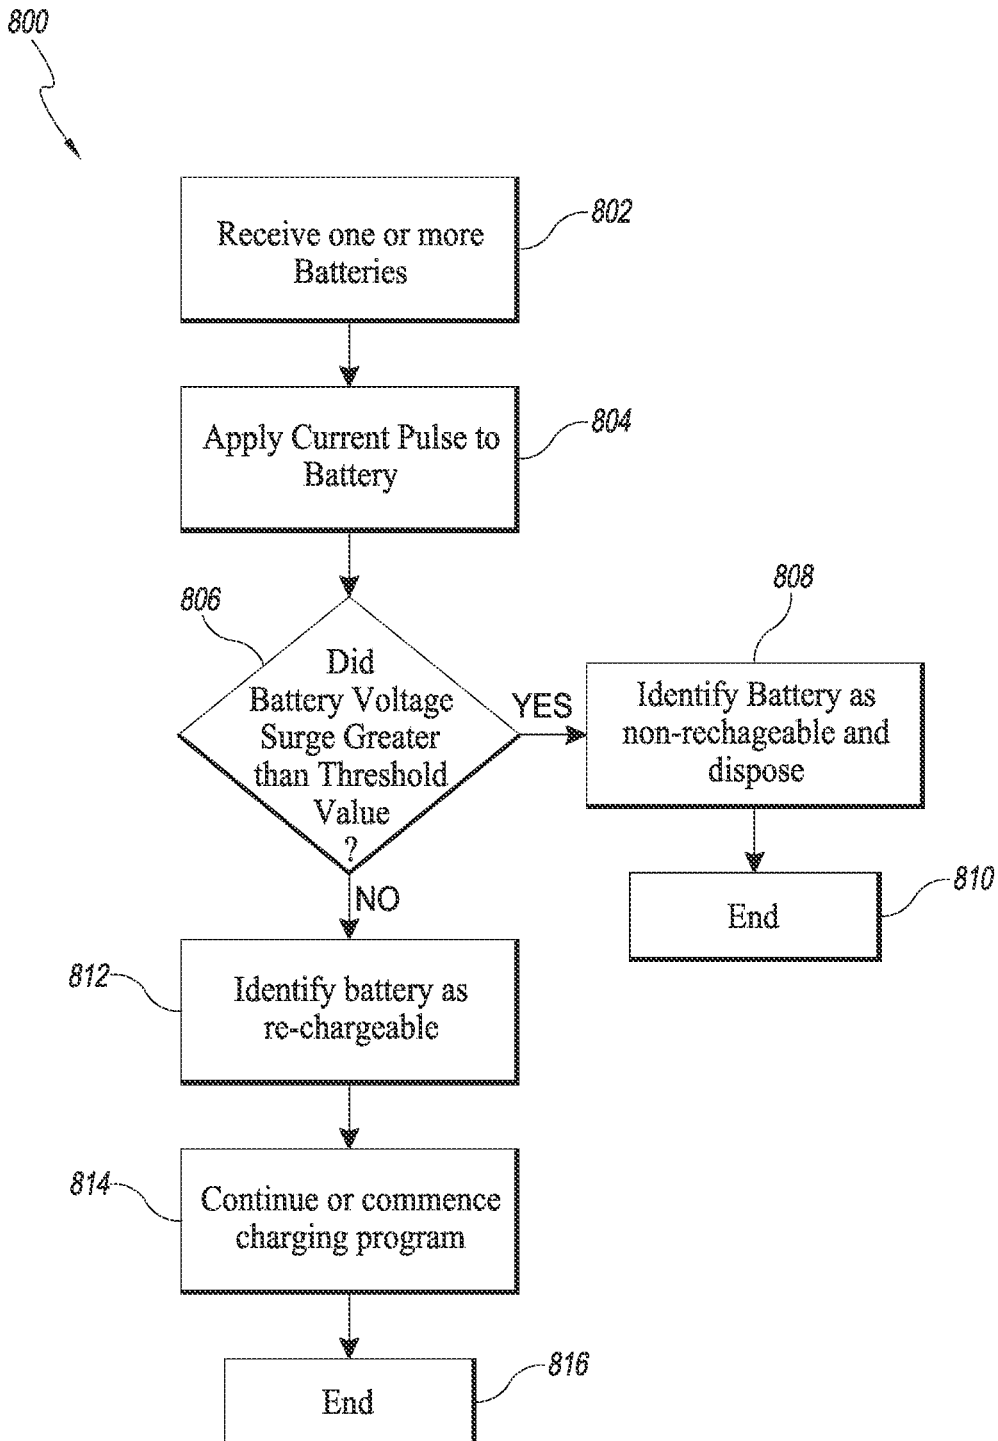 800
Receive one or more
Batteries
802
Apply Current Pulse to
Battery
804
806
Did
Battery Voltage
Surge Greater
than Threshold
Value
?
YES
808
Identify Battery as
non-rechageable and
dispose
End
810
NO
812
Identify battery as
re-chargeable
814
Continue or commence
charging program
End
816